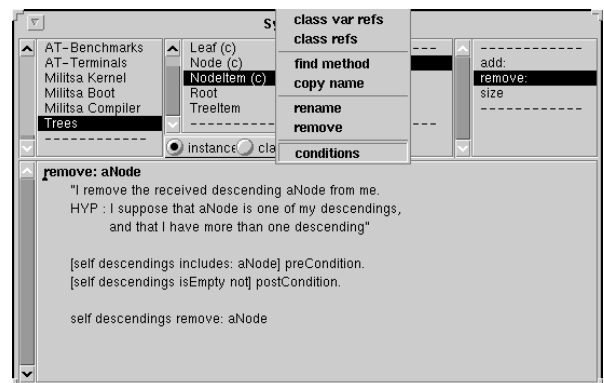 Sy
class var refs
class refs
find method
copy name
rename
remove
conditions
AT-Benchmarks
AT-Terminals
Militsa Kernel
Militsa Boot
Militsa Compiler
Trees
-------------
Leaf (c)
Node (c)
NodeItem (c)
Root
TreeItem
-------------
instance cla
-------------
add:
remove:
size
-------------
remove: aNode
"I remove the received descending aNode from me.
HYP : I suppose that aNode is one of my descendings,
and that I have more than one descending"
[self descendings includes: aNode] preCondition.
[self descendings isEmpty not] postCondition.
self descendings remove: aNode